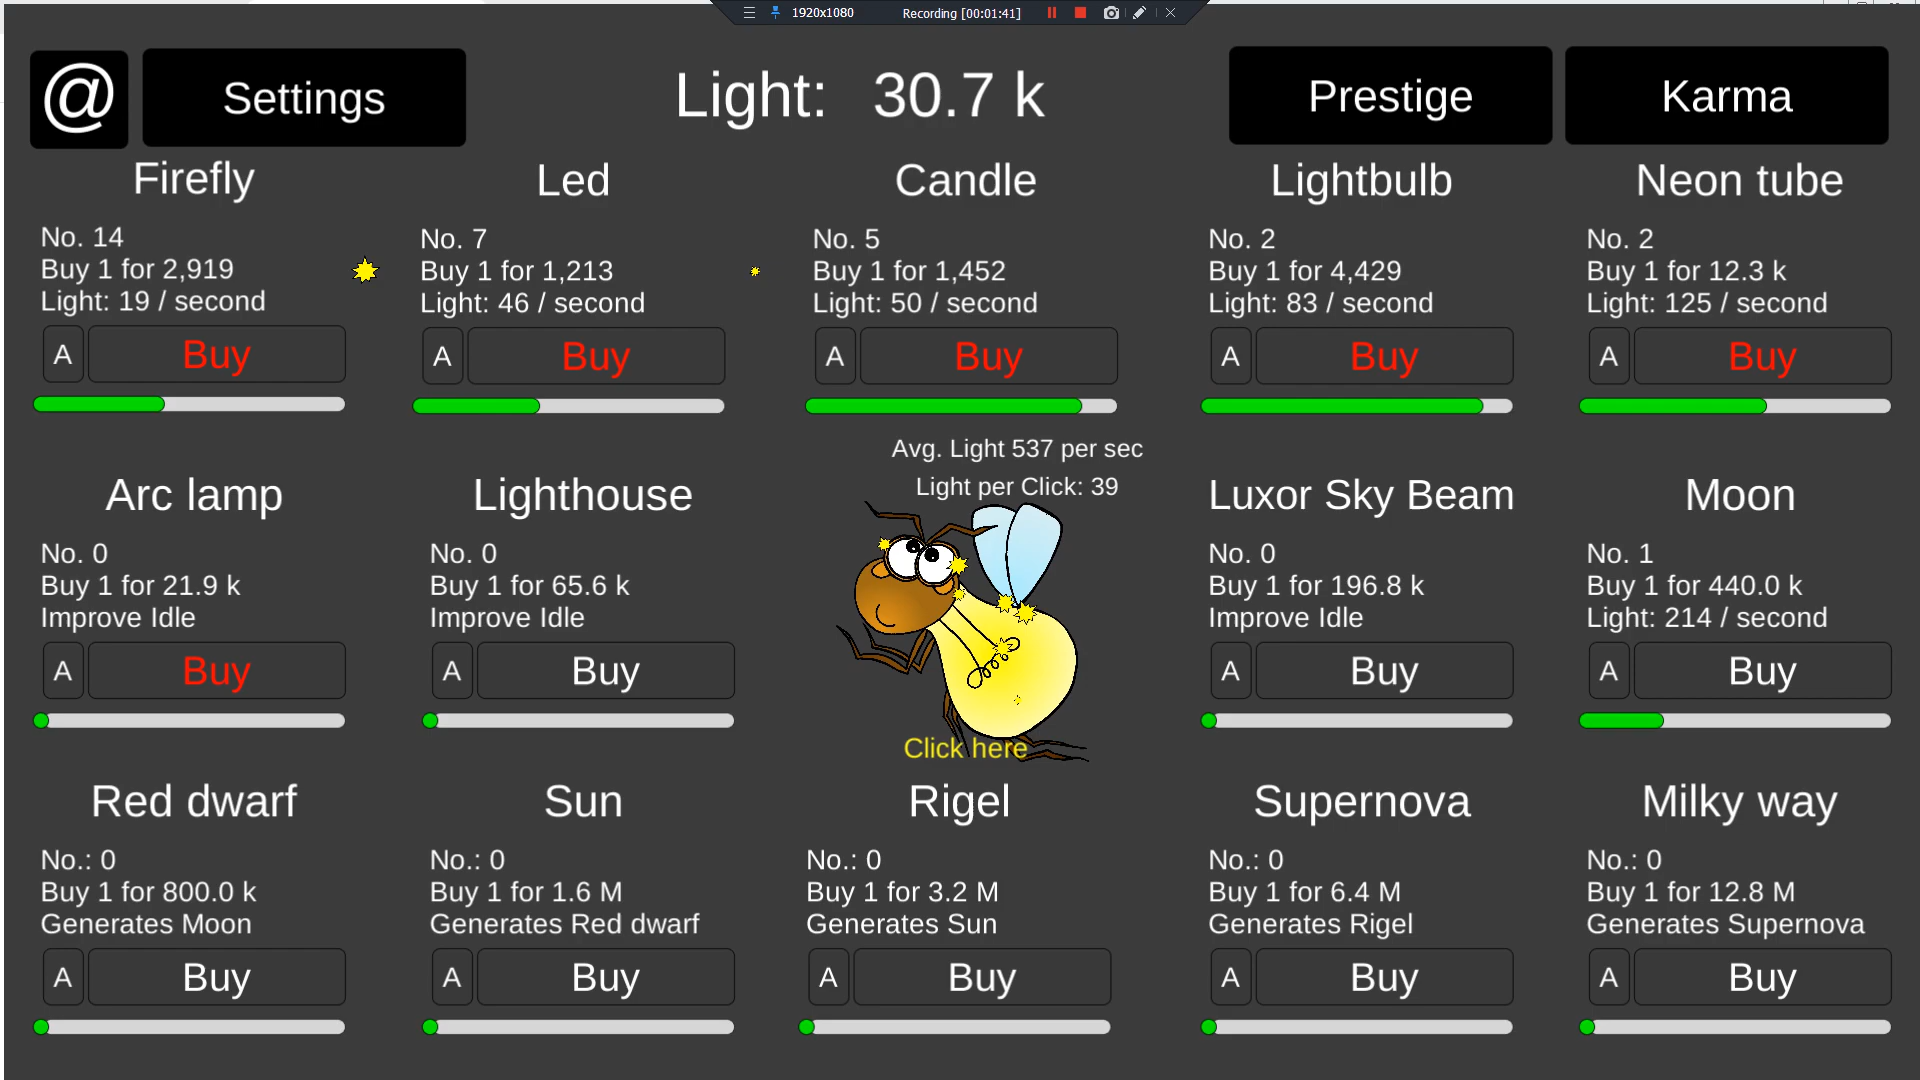 1920x1080
Recording [00:01:41]
@
Settings
Light: 30.7 k
Prestige
Karma
Firefly
No. 14
Buy 1 for 2,919
Light: 19 / second
A
Buy
Led
No. 7
Buy 1 for 1,213
Light: 46 / second
A
Buy
Candle
No. 5
Buy 1 for 1,452
Light: 50 / second
A
Buy
Lightbulb
No. 2
Buy 1 for 4,429
Light: 83 / second
A
Buy
Neon tube
No. 2
Buy 1 for 12.3 k
Light: 125 / second
A
Buy
Arc lamp
No. 0
Buy 1 for 21.9 k
Improve Idle
A
Buy
Lighthouse
No. 0
Buy 1 for 65.6 k
Improve Idle
A
Buy
Avg. Light 537 per sec
Light per Click: 39
Click here
Luxor Sky Beam
No. 0
Buy 1 for 196.8 k
Improve Idle
A
Buy
Moon
No. 1
Buy 1 for 440.0 k
Light: 214 / second
A
Buy
Red dwarf
No.: 0
Buy 1 for 800.0 k
Generates Moon
A
Buy
Sun
No.: 0
Buy 1 for 1.6 M
Generates Red dwarf
A
Buy
Rigel
No.: 0
Buy 1 for 3.2 M
Generates Sun
A
Buy
Supernova
No.: 0
Buy 1 for 6.4 M
Generates Rigel
A
Buy
Milky way
No.: 0
Buy 1 for 12.8 M
Generates Supernova
A
Buy